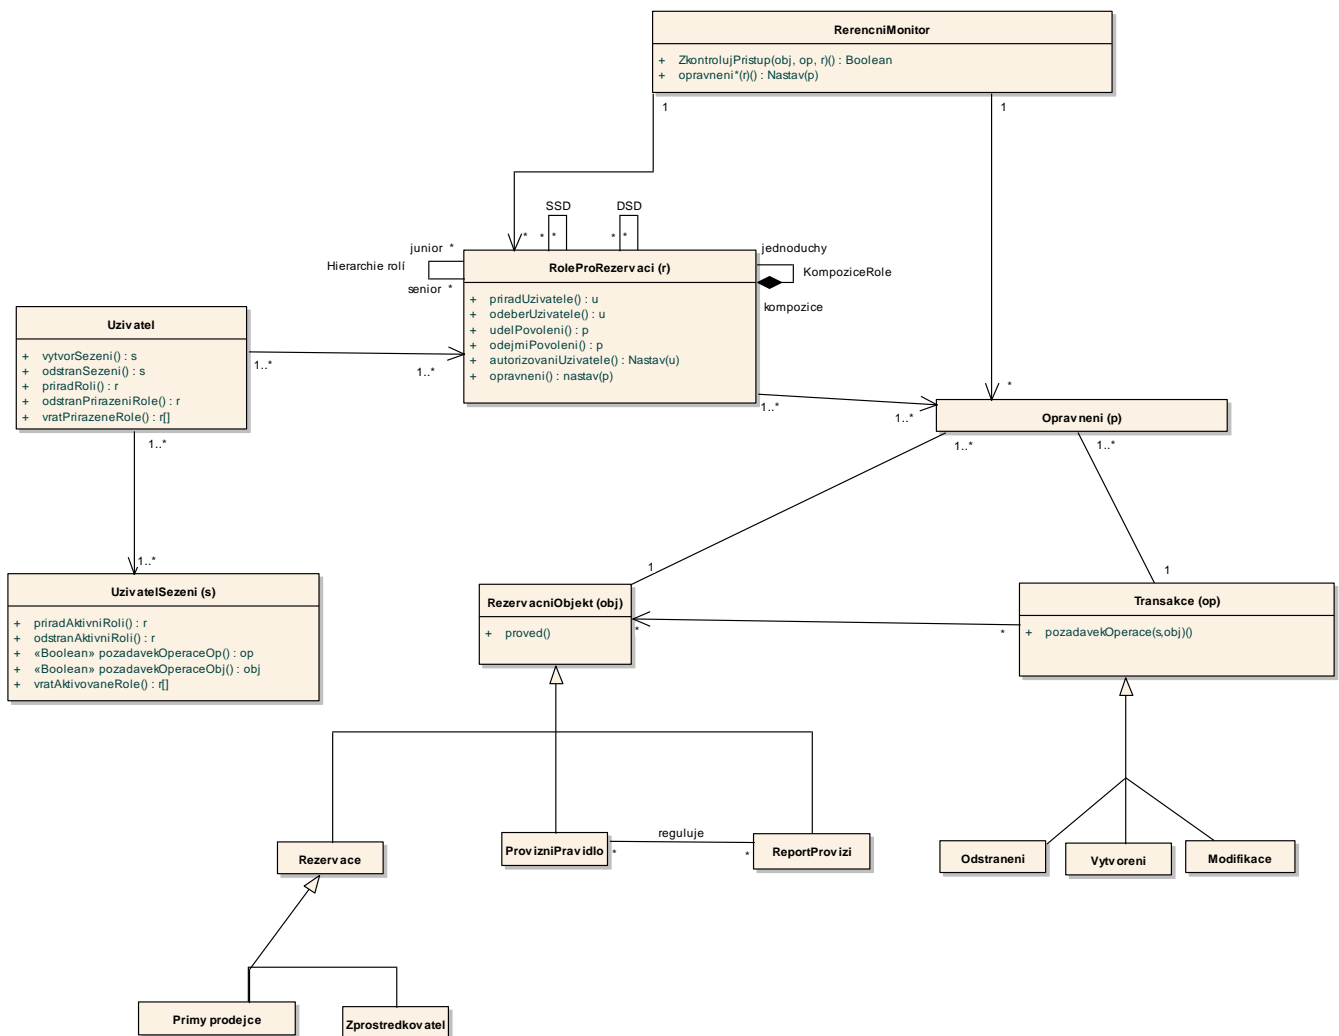 RerencniMonitor
+ ZkontrolujPristup(obj, op, r)() : Boolean
+ opravneni*(r)() : Nastav(p)
1
1
SSD
DSD
*
* *
* *
junior *
Hierarchie rolí
senior *
jednoduchy
KompoziceRole
kompozice
RoleProRezervaci (r)
+ priradUzivatele() : u
+ odeberUzivatele() : u
+ udelPovoleni() : p
+ odejmiPovoleni() : p
+ autorizovaniUzivatele() : Nastav(u)
+ opravneni() : nastav(p)
Uzivatel
+ vytvorSezeni() : s
+ odstranSezeni() : s
+ priradRoli() : r
+ odstranPrirazeniRole() : r
+ vratPrirazeneRole() : r[]
1..*
1..*
1..*
1..*
*
Opravneni (p)
1..*
1..*
1..*
1..*
UzivatelSezeni (s)
+ priradAktivniRoli() : r
+ odstranAktivniRoli() : r
+ «Boolean» pozadavekOperaceOp() : op
+ «Boolean» pozadavekOperaceObj() : obj
+ vratAktivovaneRole() : r[]
1
1
RezervacniObjekt (obj)
+ proved()
*
*
Transakce (op)
+ pozadavekOperace(s,obj)()
Rezervace
ProvizniPravidlo
reguluje
*
*
ReportProvizi
Odstraneni
Vytvoreni
Modifikace
Primy prodejce
Zprostredkovatel